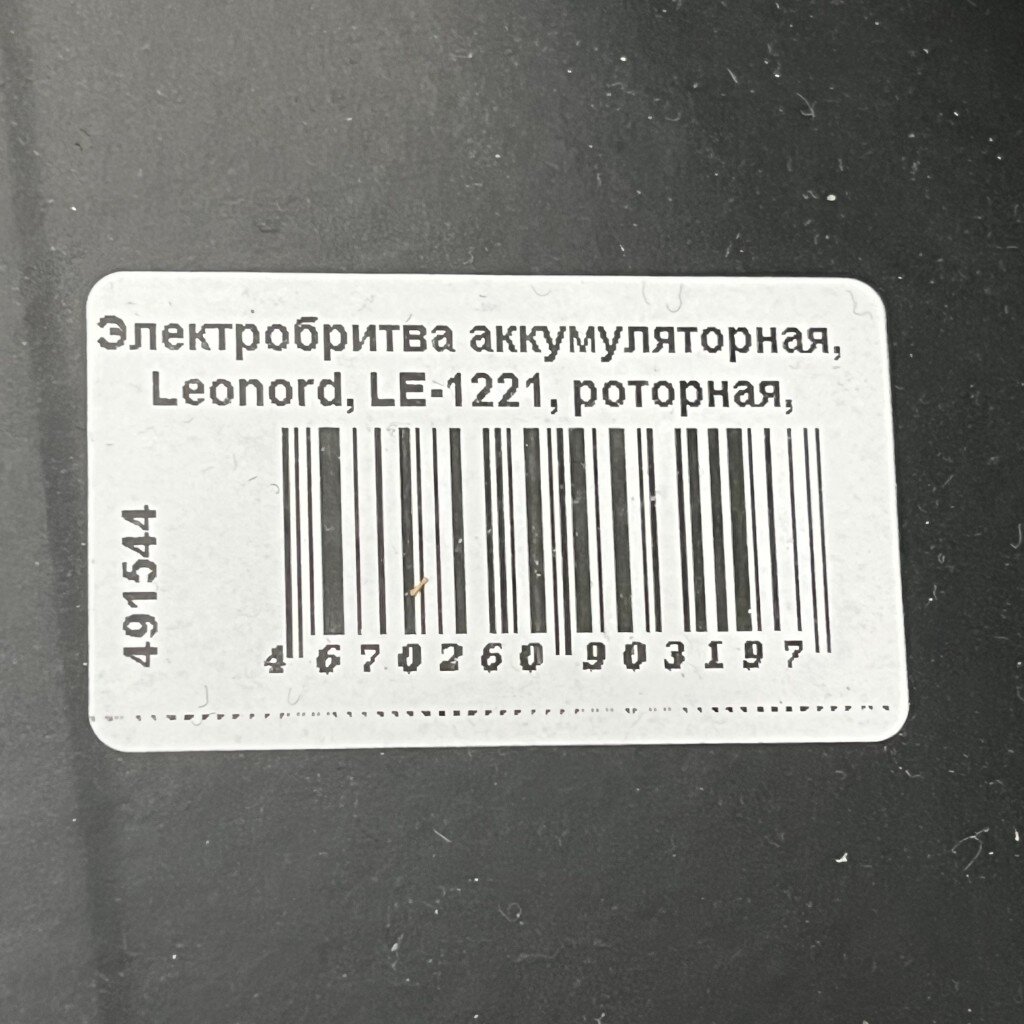 Электробритва аккумуляторная,
Leonord, LE-1221, роторная,
491544
4 670260 903197